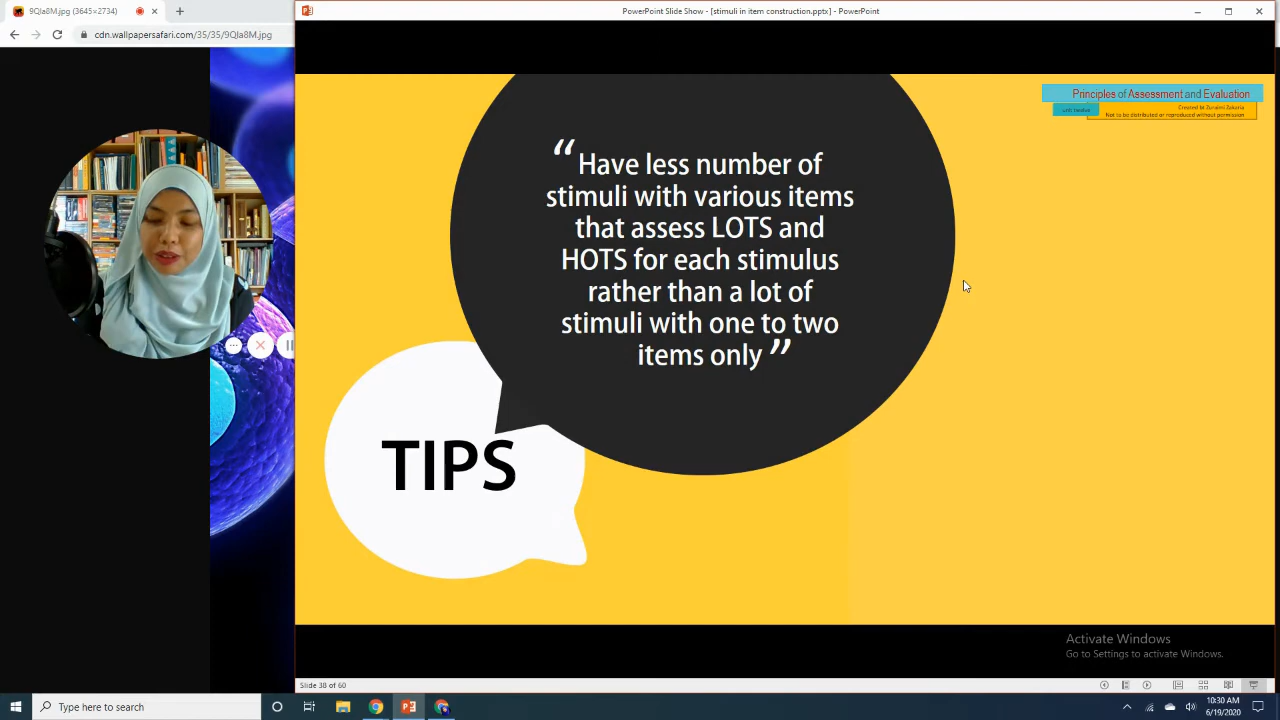 9QIa8M.jpg (3645×2734)
PowerPoint Slide Show - [stimuli in item construction.pptx] - PowerPoint
cdn.wallpapersafari.com/35/35/9QIa8M.jpg
Principles of Assessment and Evaluation
Not to be distributed or reproduced without permission
“Have less number of
stimuli with various items
that assess LOTS and
HOTS for each stimulus
rather than a lot of
stimuli with one to two
items only”
TIPS
Activate Windows
Go to Settings to activate Windows.
Slide 38 of 60
Type here to search
10:30 AM
6/19/2020